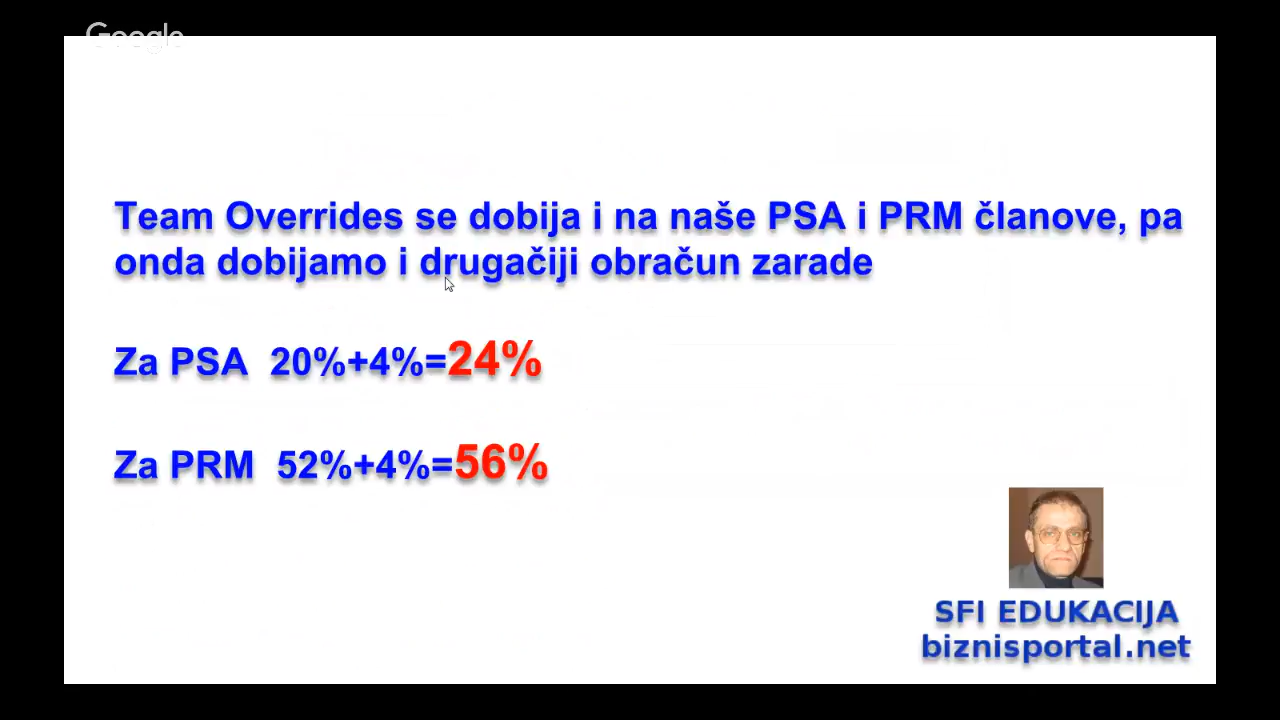 Google
Team Overrides se dobija i na naše PSA i PRM članove, pa
onda dobijamo i drugačiji obračun zarade
Za PSA 20%+4%=24%
Za PRM 52%+4%=56%
SFI EDUKACIJA
biznisportal.net